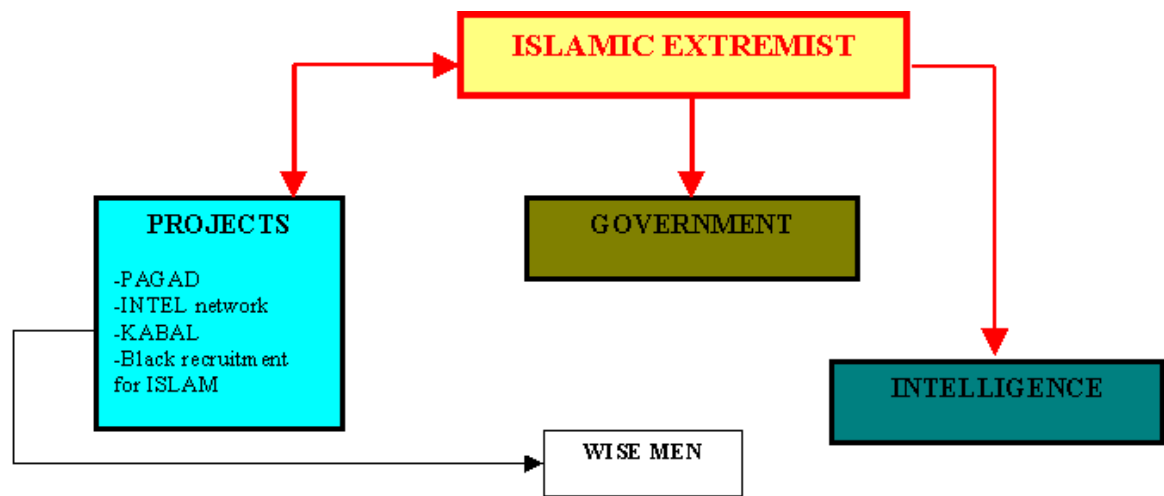 ISLAMIC EXTREMIST
PROJECTS
-PAGAD
-INTEL network
-KABAL
-Black recruitment
for ISLAM
GOVERNMENT
INTELLIGENCE
WISE MEN